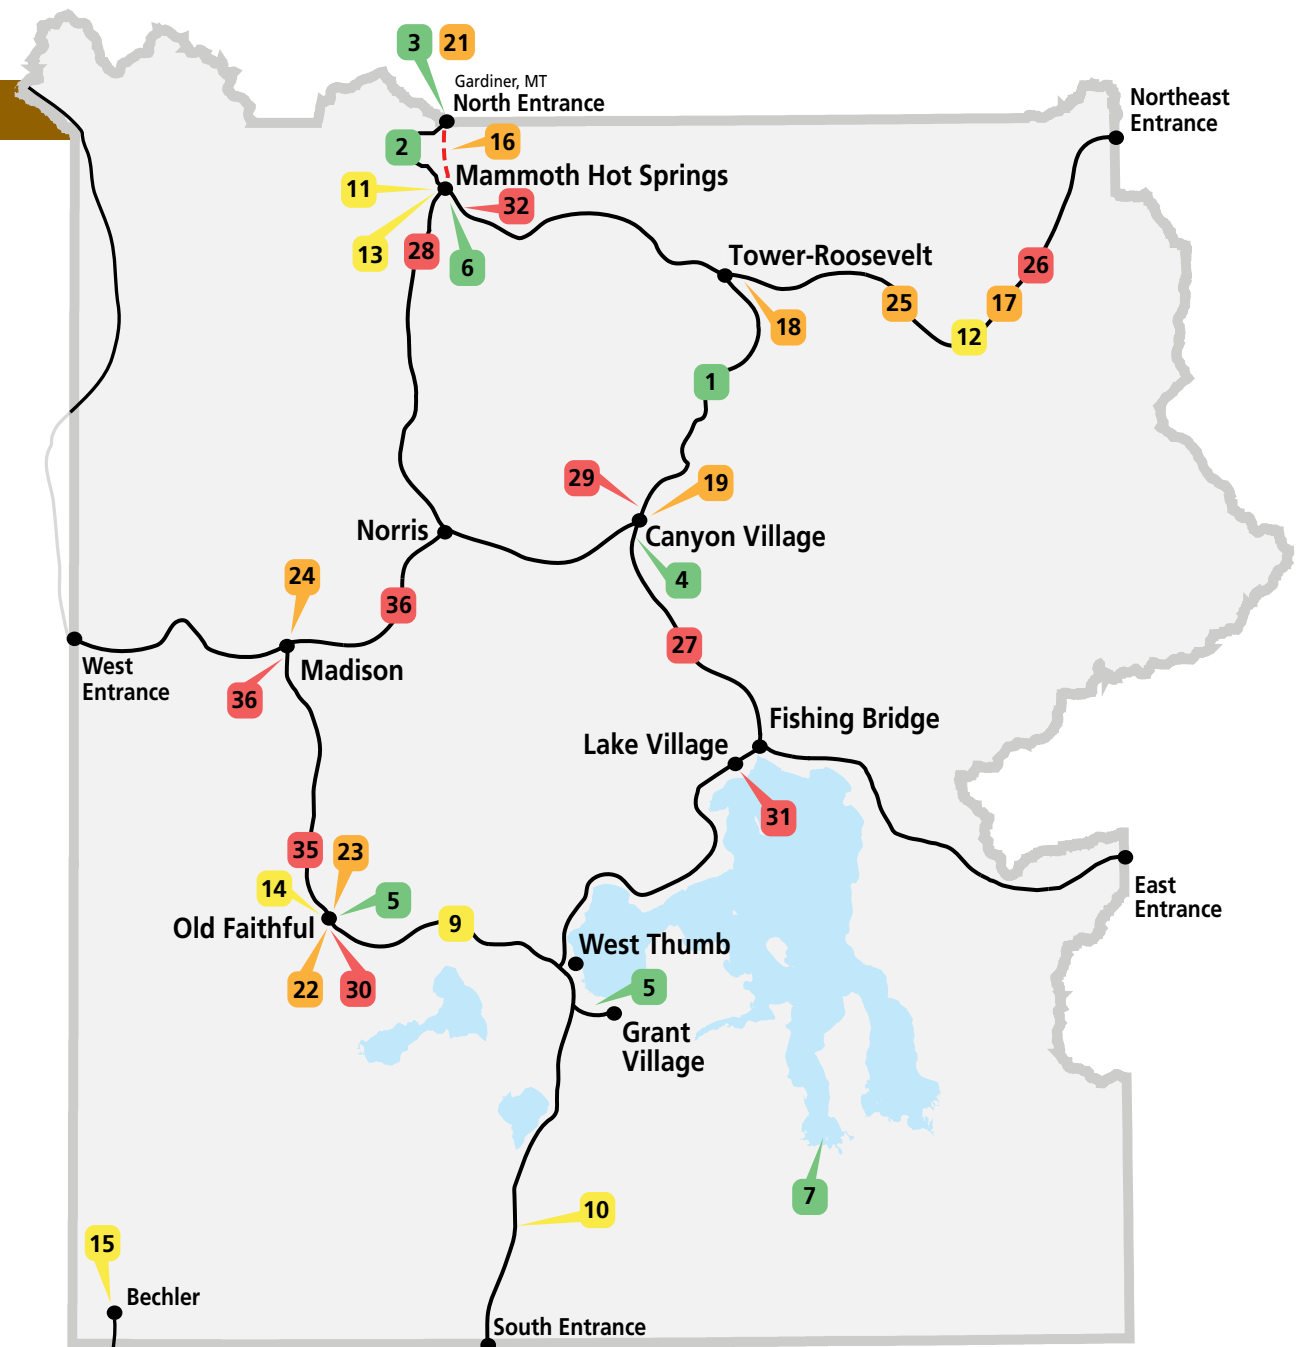 3
21
Gardiner, MT
North Entrance
Northeast
Entrance
2
16
Mammoth Hot Springs
11
32
13
28
6
Tower-Roosevelt
26
25
17
18
12
1
29
19
Norris
Canyon Village
24
4
36
27
West
Entrance
Madison
36
Fishing Bridge
Lake Village
31
35
23
14
5
East
Entrance
Old Faithful
9
West Thumb
22
30
5
Grant
Village
7
10
15
Bechler
South Entrance